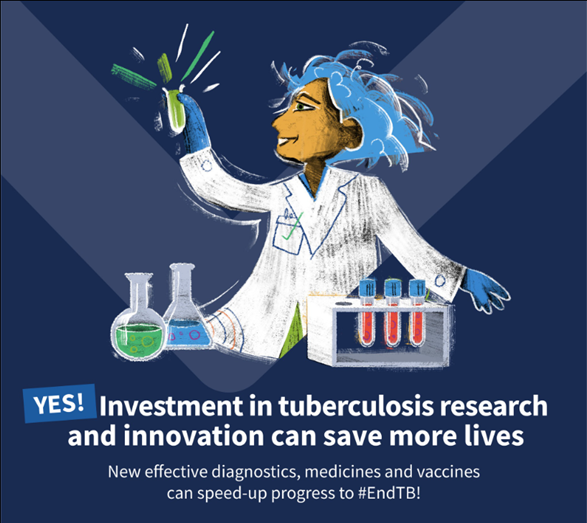 YES! Investment in tuberculosis research
and innovation can save more lives
New effective diagnostics, medicines and vaccines
can speed-up progress to #EndTB!